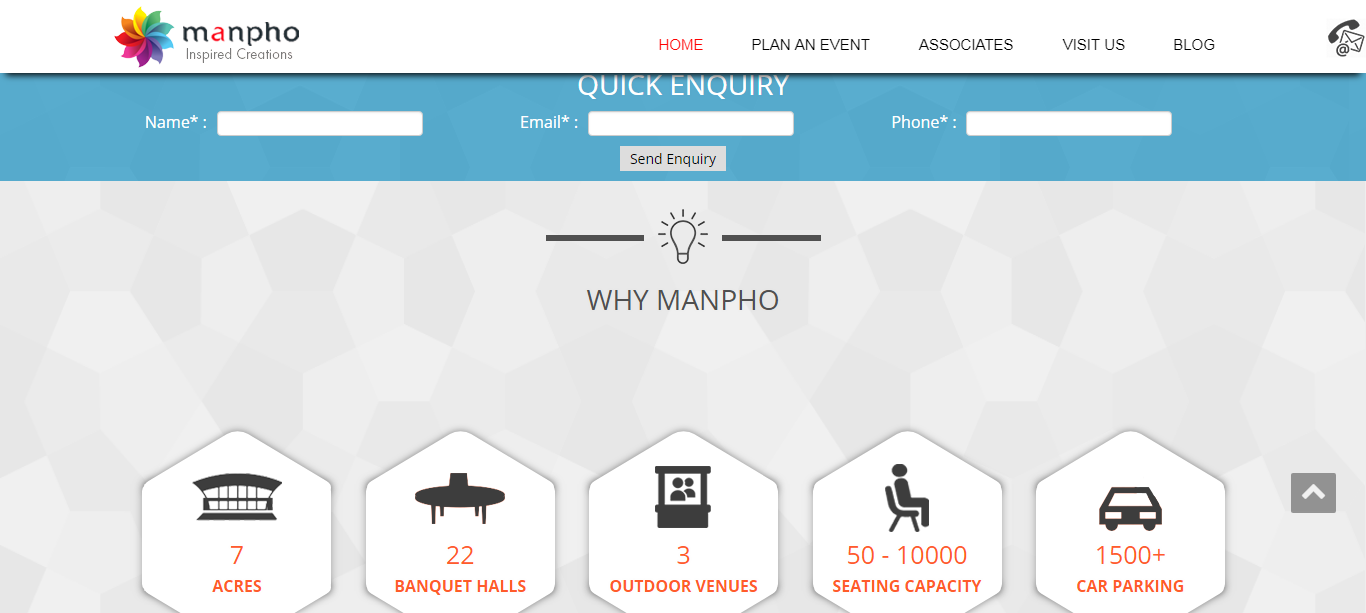 manpho
Inspired Creations
HOME PLAN AN EVENT ASSOCIATES VISIT US BLOG
@
QUICK ENQUIRY
Name* : Email* : Phone* :
Send Enquiry
WHY MANPHO
7 22 3 50 - 10000 1500+
ACRES BANQUET HALLS OUTDOOR VENUES SEATING CAPACITY CAR PARKING